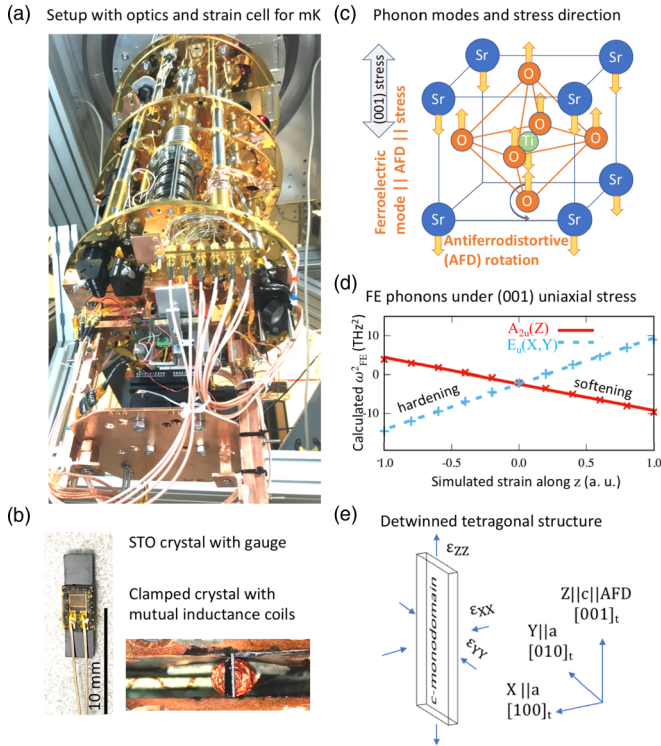 (a) Setup with optics and strain cell for mK
(b)
STO crystal with gauge
Clamped crystal with
mutual inductance coils
10 mm
(c) Phonon modes and stress direction
(001) stress
Ferroelectric
mode || AFD || stress
Sr
Sr
O
Sr
Sr
O
O
O
Ti
O
Sr
Sr
O
Sr
Sr
Antiferrodistortive
(AFD) rotation
(d) FE phonons under (001) uniaxial stress
A₂ᵤ(Z)
Eᵤ(X,Y)
Calculated ω²FE (THz²)
10
0
-10
hardening
softening
-1.0 -0.5 0.0 0.5 1.0
Simulated strain along z (a. u.)
(e) Detwinned tetragonal structure
εZZ
c-monodomain
εXX
εYY
Z||c||AFD
[001]t
Y||a
[010]t
X ||a
[100]t